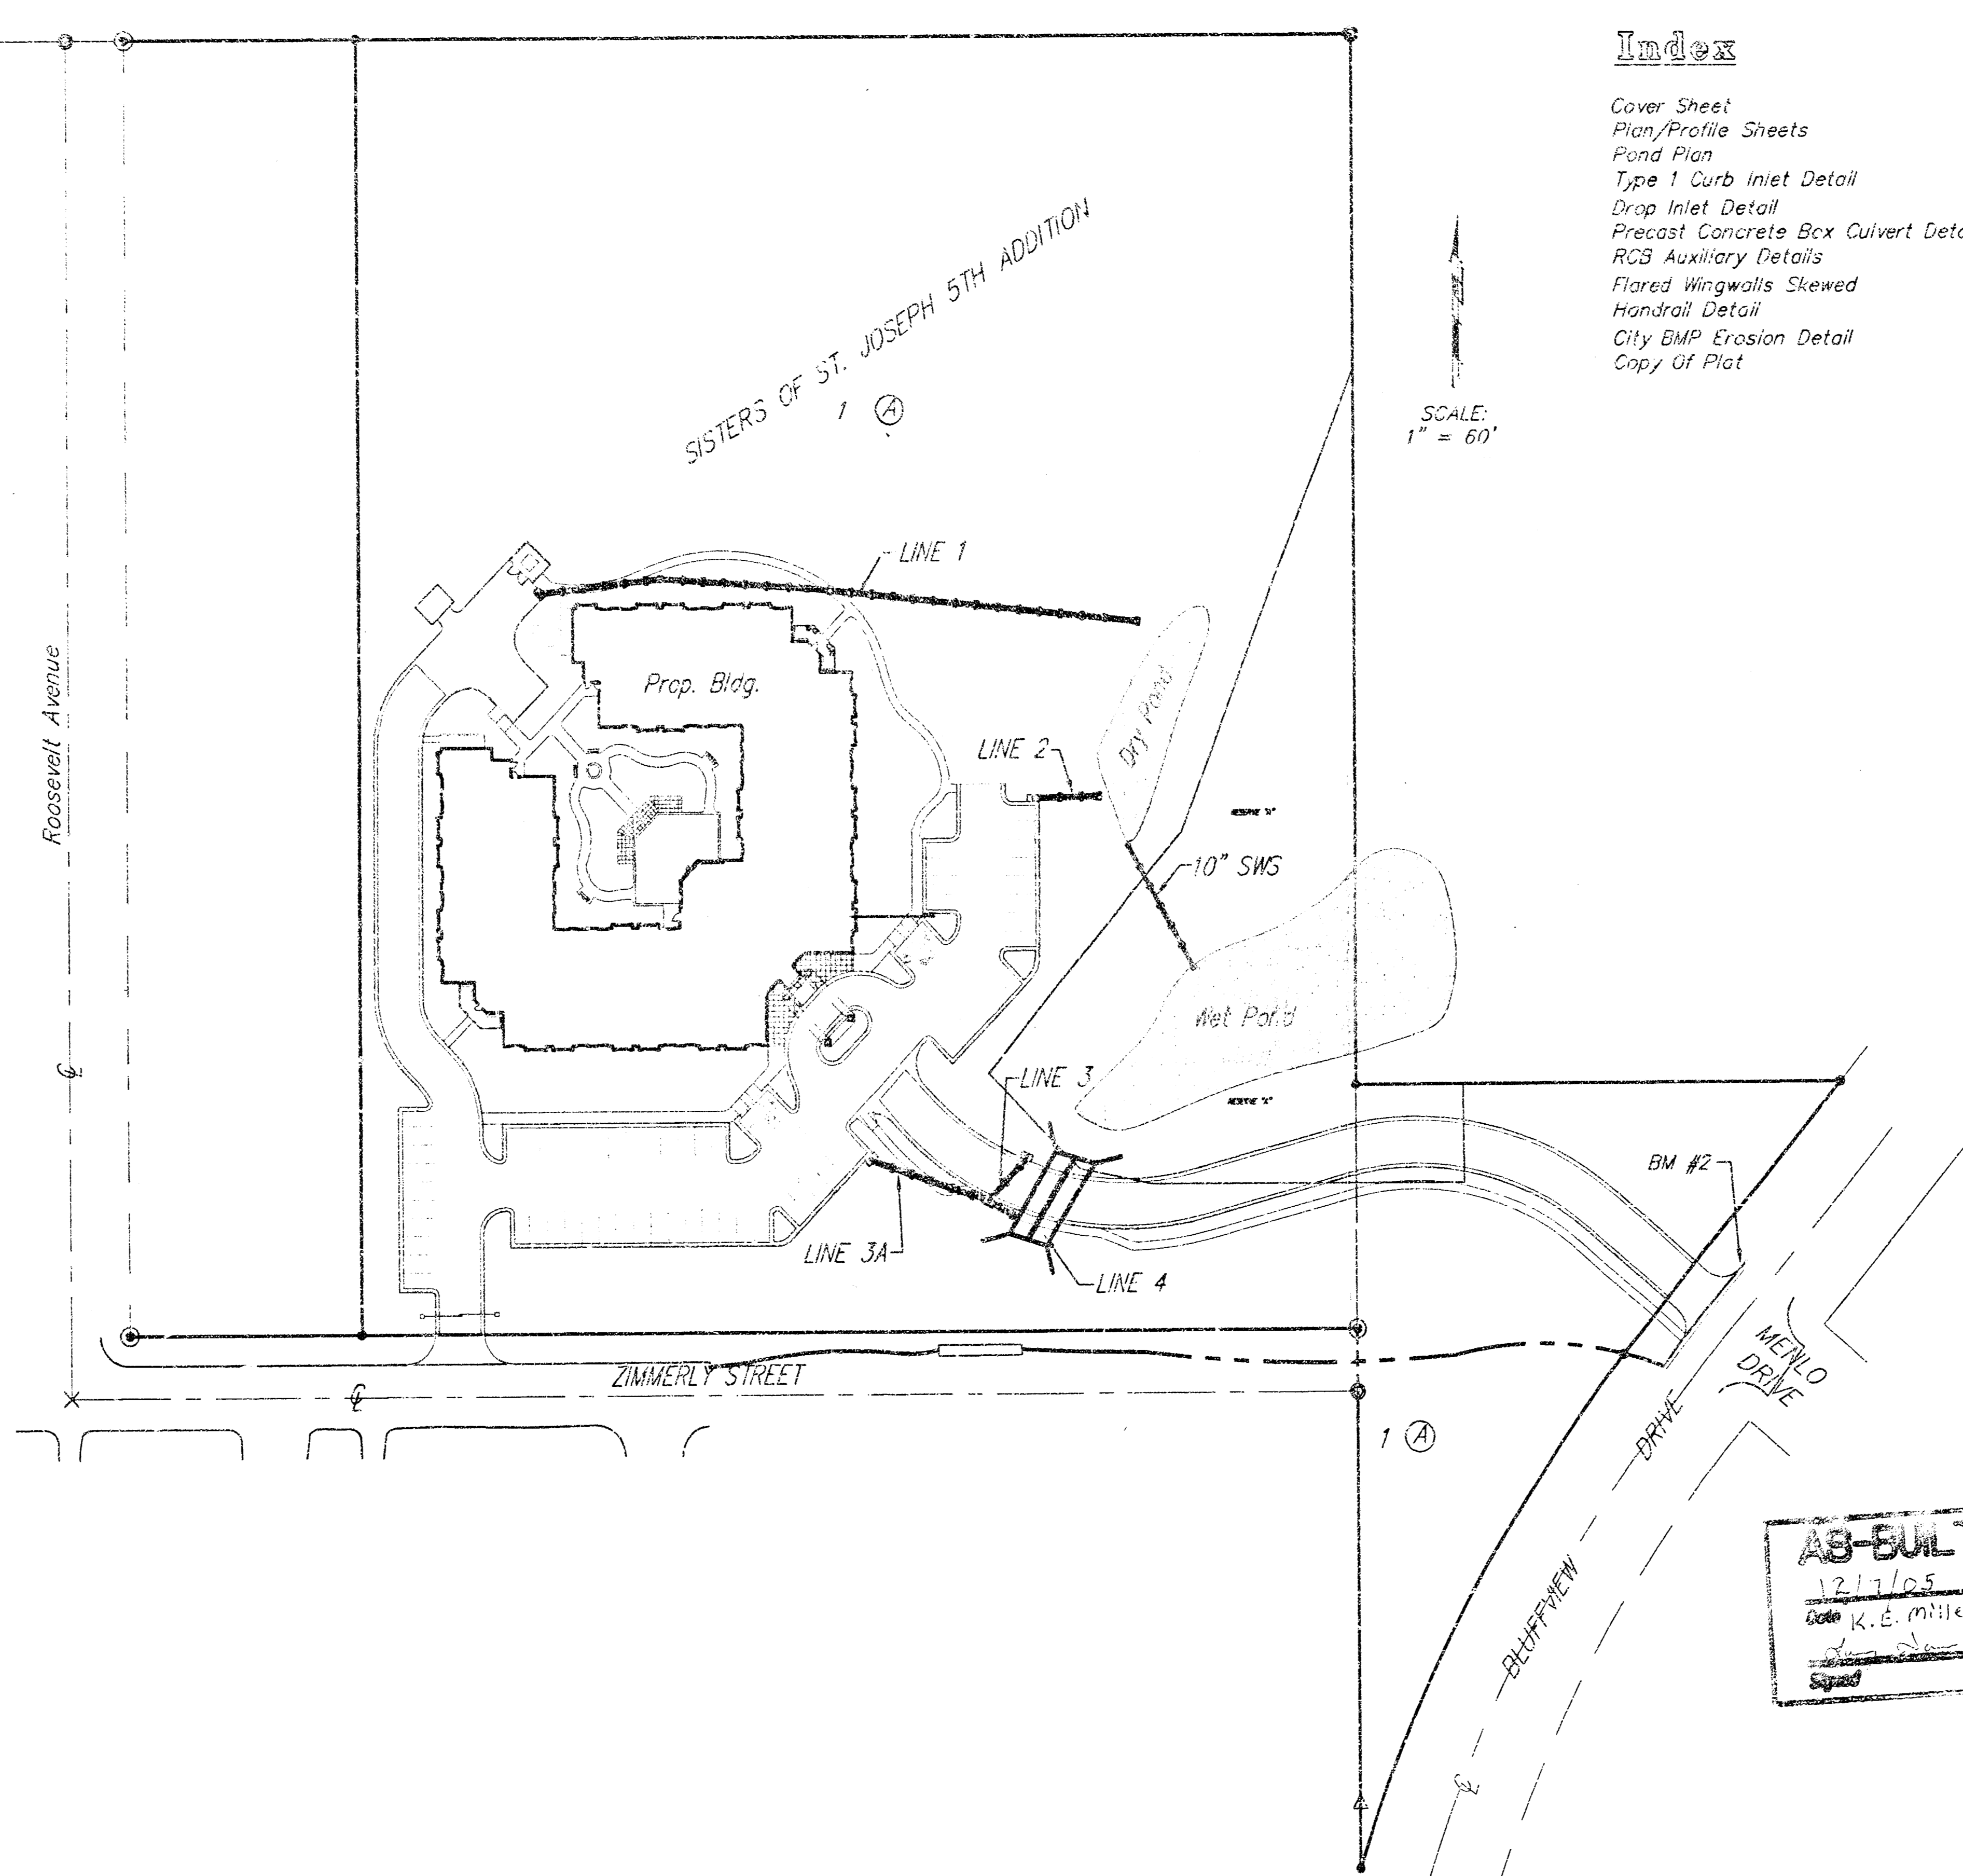 Index
Cover Sheet
Plan/Profile Sheets
Pond Plan
Type 1 Curb Inlet Detail
Drop Inlet Detail
Precast Concrete Box Culvert Deta
RCB Auxiliary Details
Flared Wingwalls Skewed
Handrail Detail
City BMP Erosion Detail
Copy Of Plat
SCALE:
1" = 60'
SISTERS OF ST. JOSEPH 5TH ADDITION
1 A
LINE 1
Roosevelt Avenue
Prop. Bldg.
Dry Pond
LINE 2
RESERVE "A"
10" SWS
Wet Pond
LINE 3
RESERVE "A"
BM #2
LINE 3A
LINE 4
ZIMMERLY STREET
MENLO
DRIVE
1 A
BLUFFVIEW DRIVE
AS-BUIL
12/7/05
Date K.E. Mille
Signed